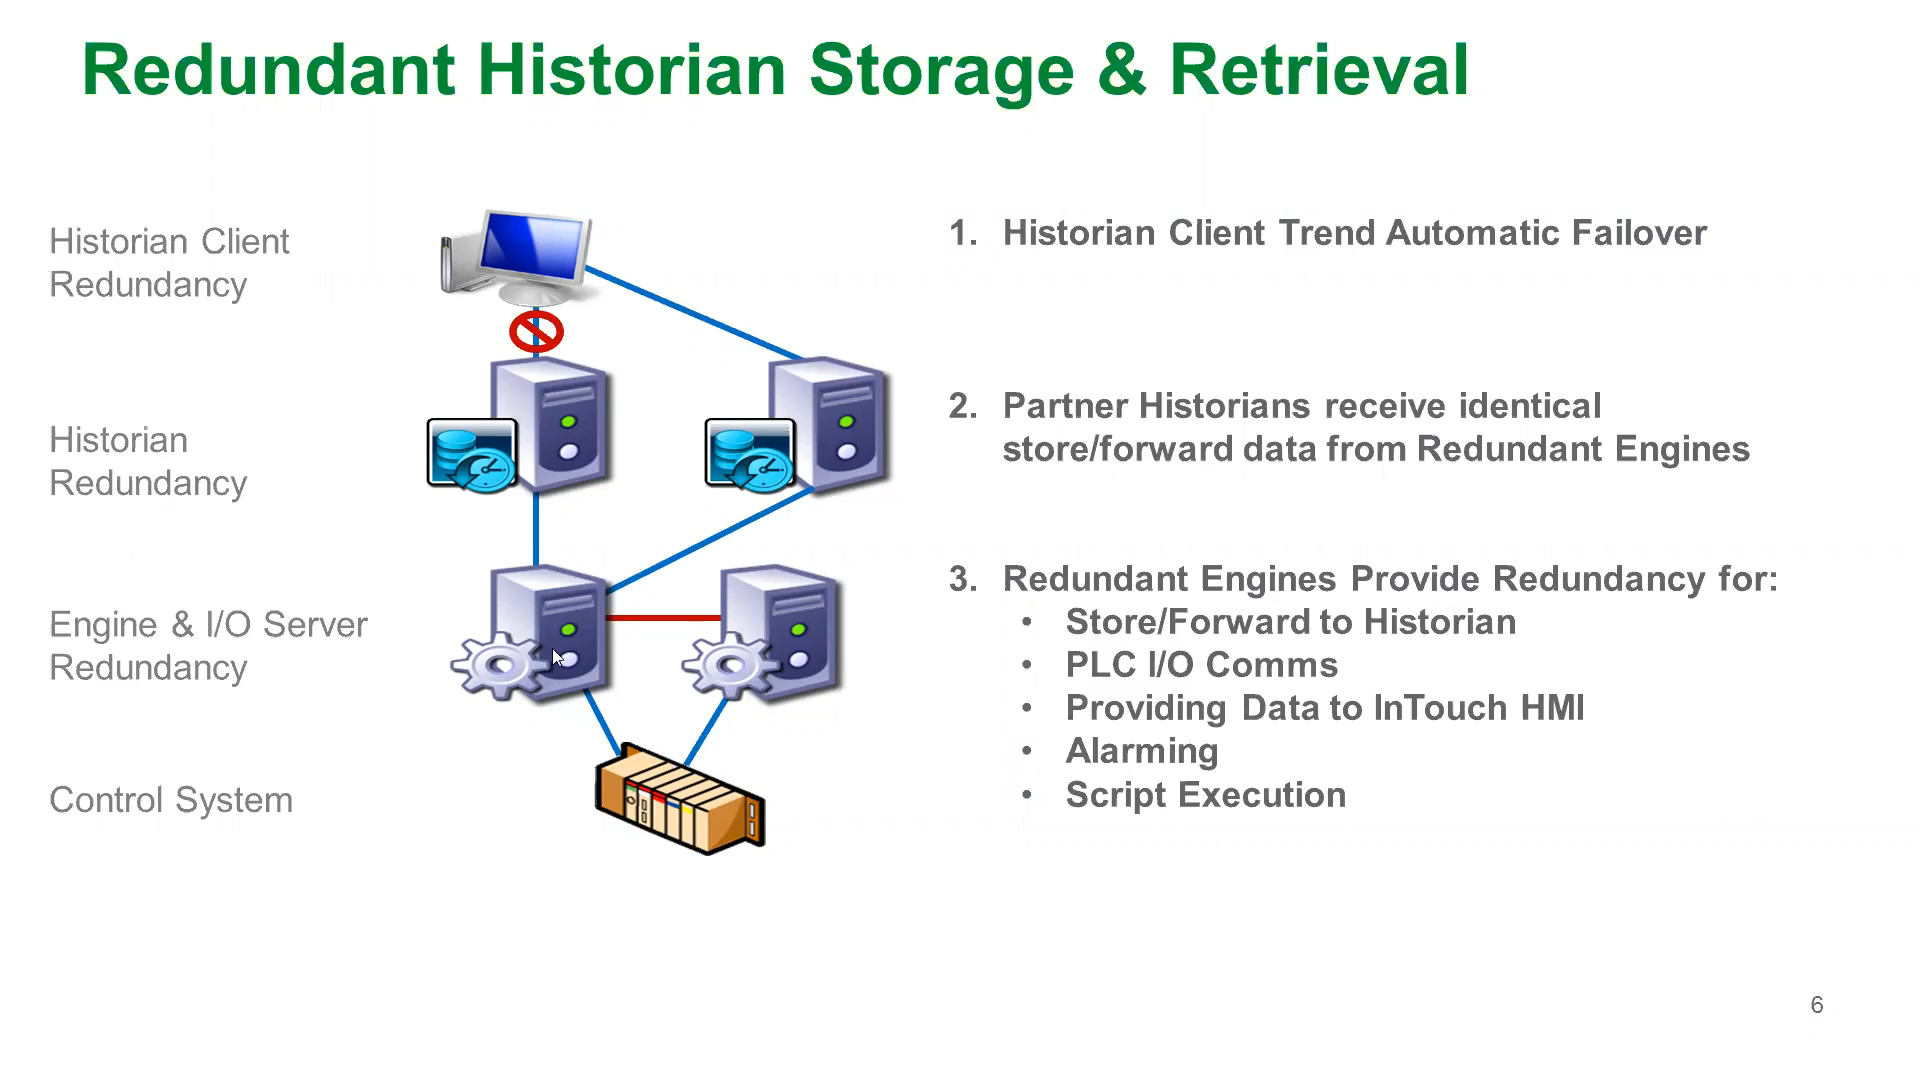 Redundant Historian Storage & Retrieval
Historian Client
Redundancy
Historian
Redundancy
Engine & I/O Server
Redundancy
Control System
1. Historian Client Trend Automatic Failover
2. Partner Historians receive identical
store/forward data from Redundant Engines
3. Redundant Engines Provide Redundancy for:
• Store/Forward to Historian
• PLC I/O Comms
• Providing Data to InTouch HMI
• Alarming
• Script Execution
6